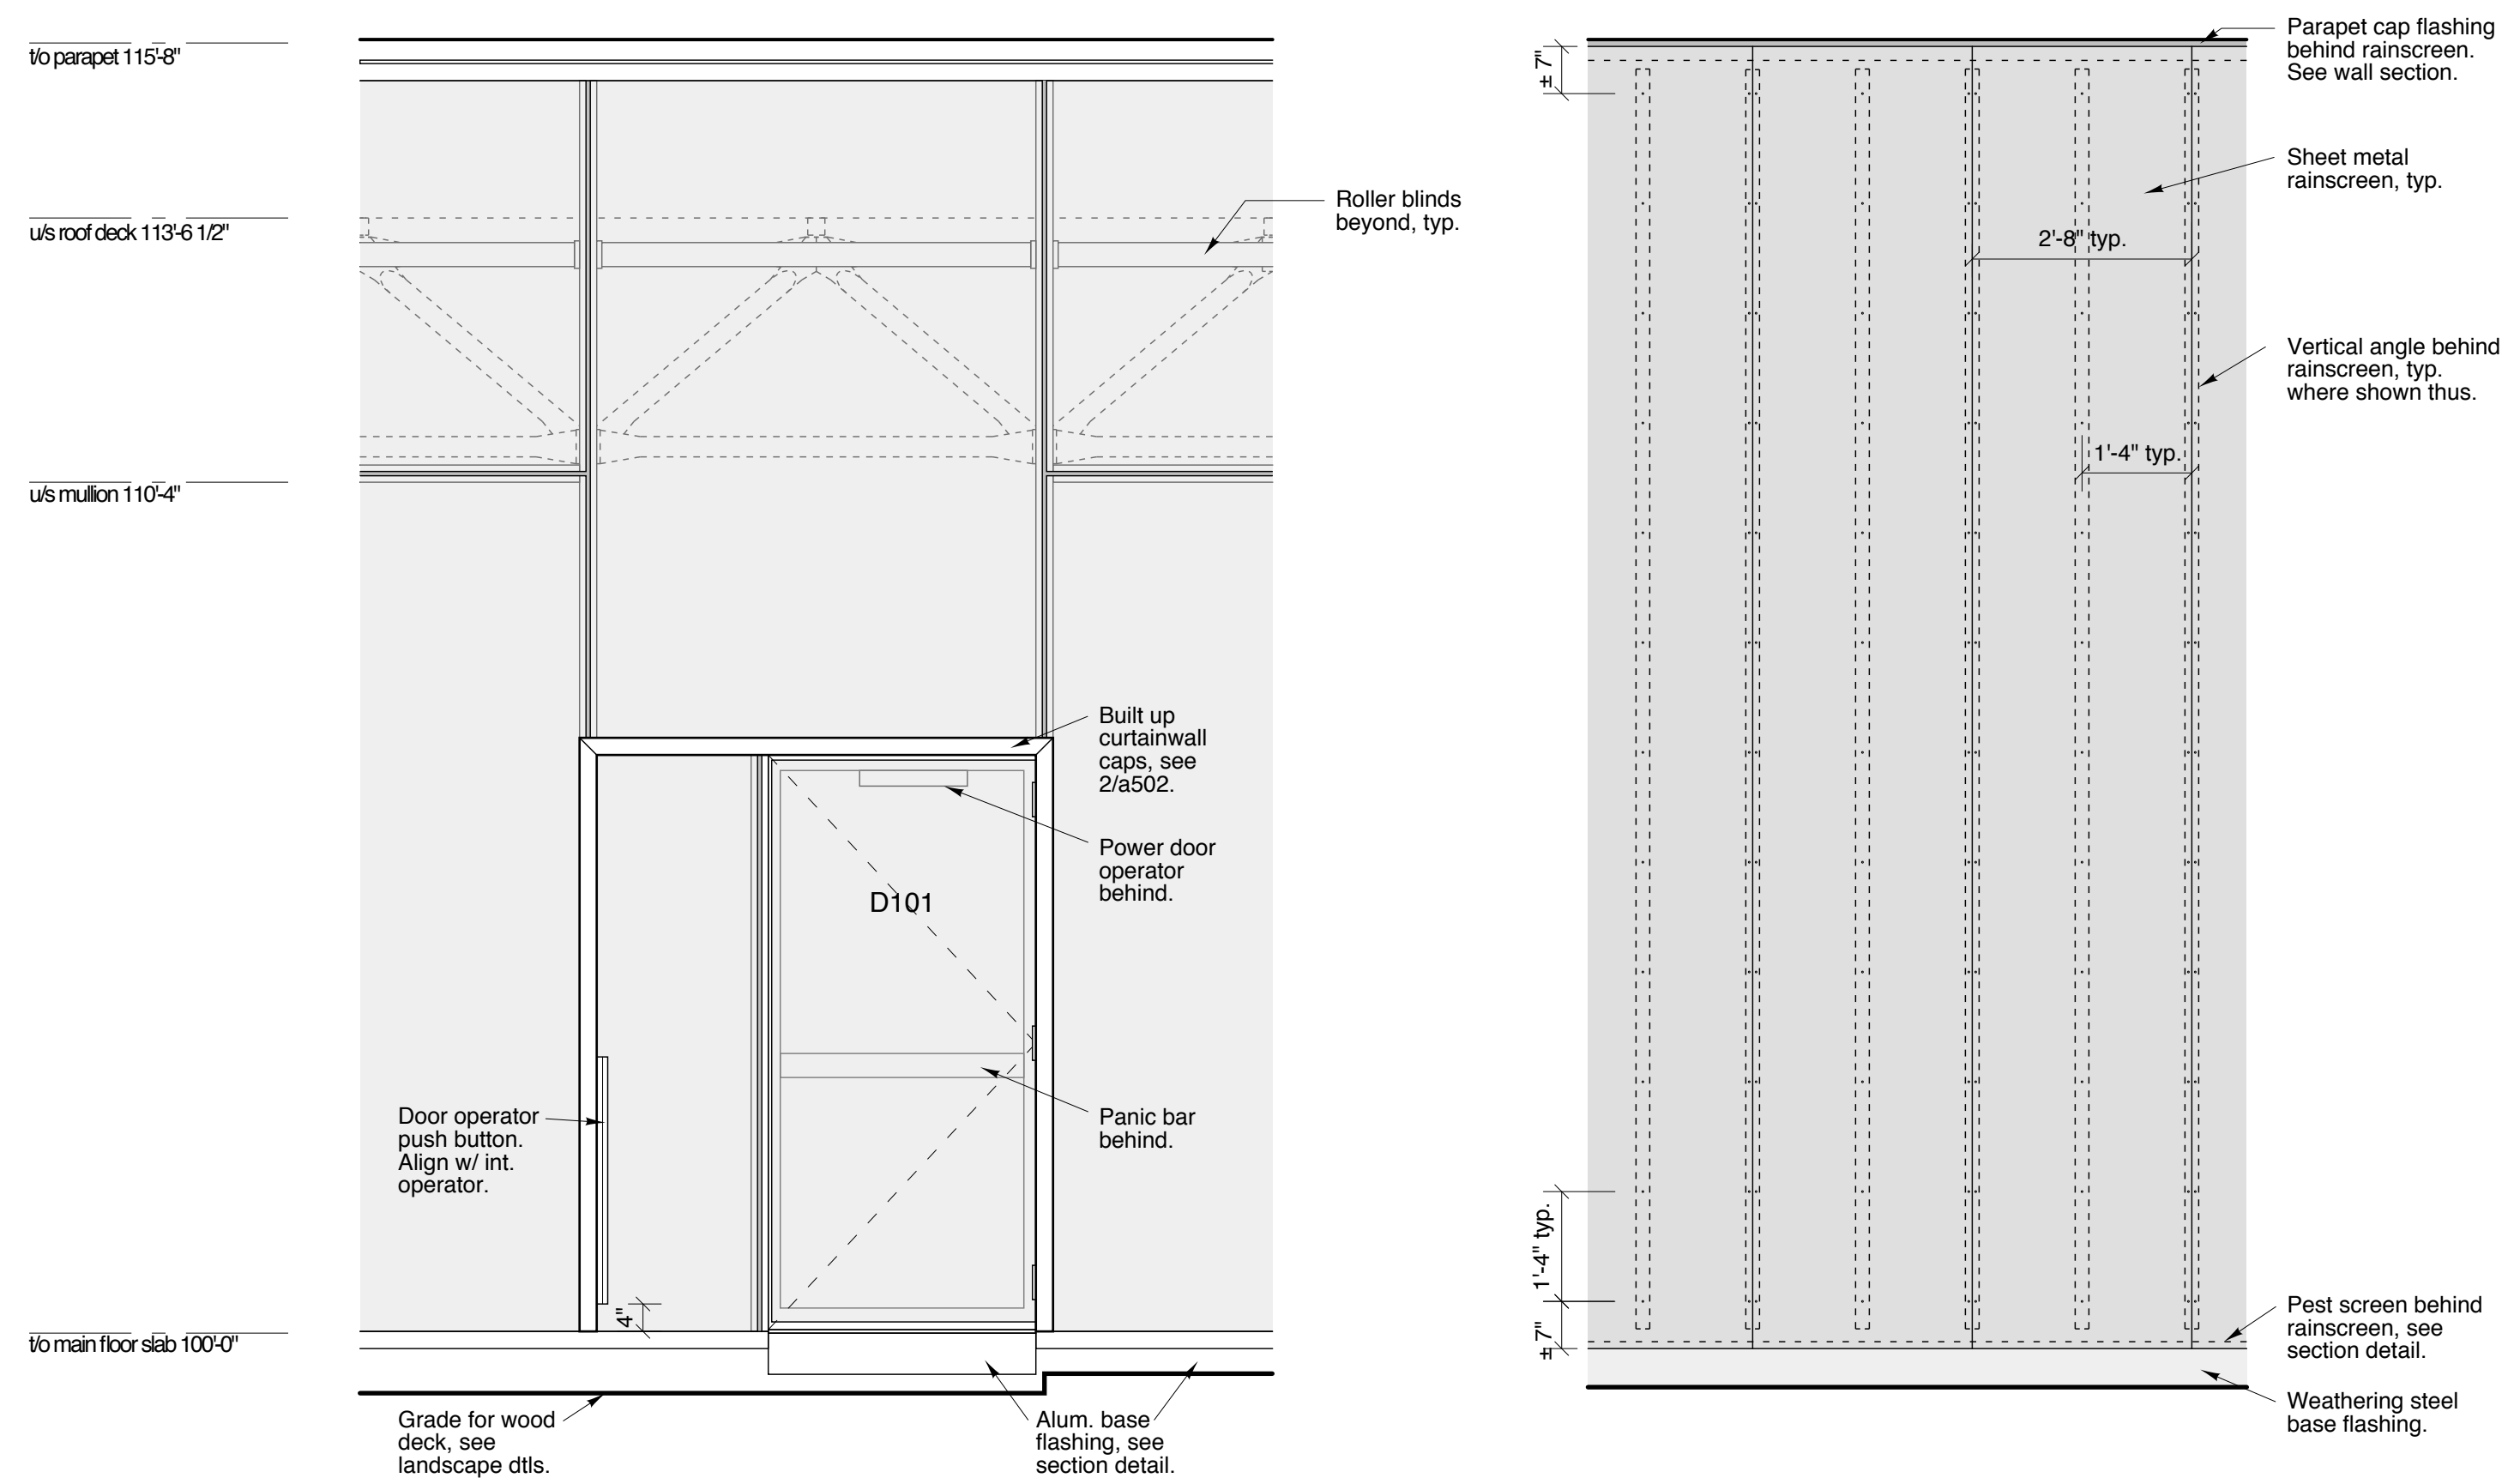 t/o parapet 115'-8"
u/s roof deck 113'-6 1/2"
u/s mullion 110'-4"
t/o main floor slab 100'-0"
Roller blinds
beyond, typ.
Built up
curtainwall
caps, see
2/a502.
Power door
operator
behind.
D101
Door operator
push button.
Align w/ int.
operator.
Panic bar
behind.
4"
Grade for wood
deck, see
landscape dtls.
Alum. base
flashing, see
section detail.
± 7"
Parapet cap flashing
behind rainscreen.
See wall section.
Sheet metal
rainscreen, typ.
2'-8" typ.
Vertical angle behind
rainscreen, typ.
where shown thus.
1'-4" typ.
1'-4" typ.
± 7"
Pest screen behind
rainscreen, see
section detail.
Weathering steel
base flashing.